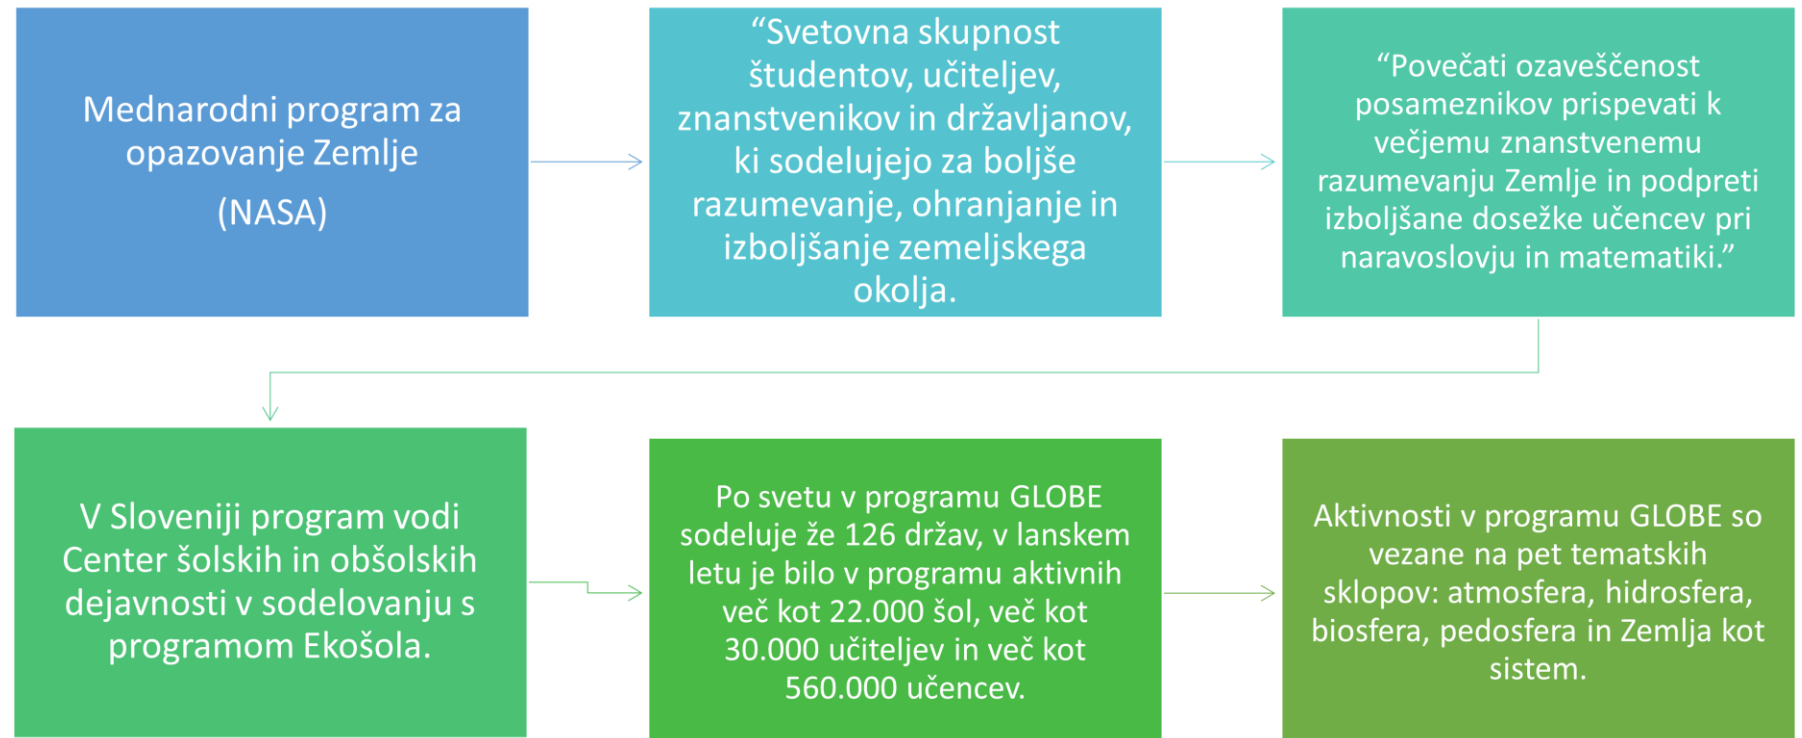 Mednarodni program za
opazovanje Zemlje
(NASA)
“Svetovna skupnost
študentov, učiteljev,
znanstvenikov in državljanov,
ki sodelujejo za boljše
razumevanje, ohranjanje in
izboljšanje zemeljskega
okolja.
“Povečati ozaveščenost
posameznikov prispevati k
večjemu znanstvenemu
razumevanju Zemlje in podpreti
izboljšane dosežke učencev pri
naravoslovju in matematiki.”
V Sloveniji program vodi
Center šolskih in obšolskih
dejavnosti v sodelovanju s
programom Ekošola.
Po svetu v programu GLOBE
sodeluje že 126 držav, v lanskem
letu je bilo v programu aktivnih
več kot 22.000 šol, več kot
30.000 učiteljev in več kot
560.000 učencev.
Aktivnosti v programu GLOBE so
vezane na pet tematskih
sklopov: atmosfera, hidrosfera,
biosfera, pedosfera in Zemlja kot
sistem.